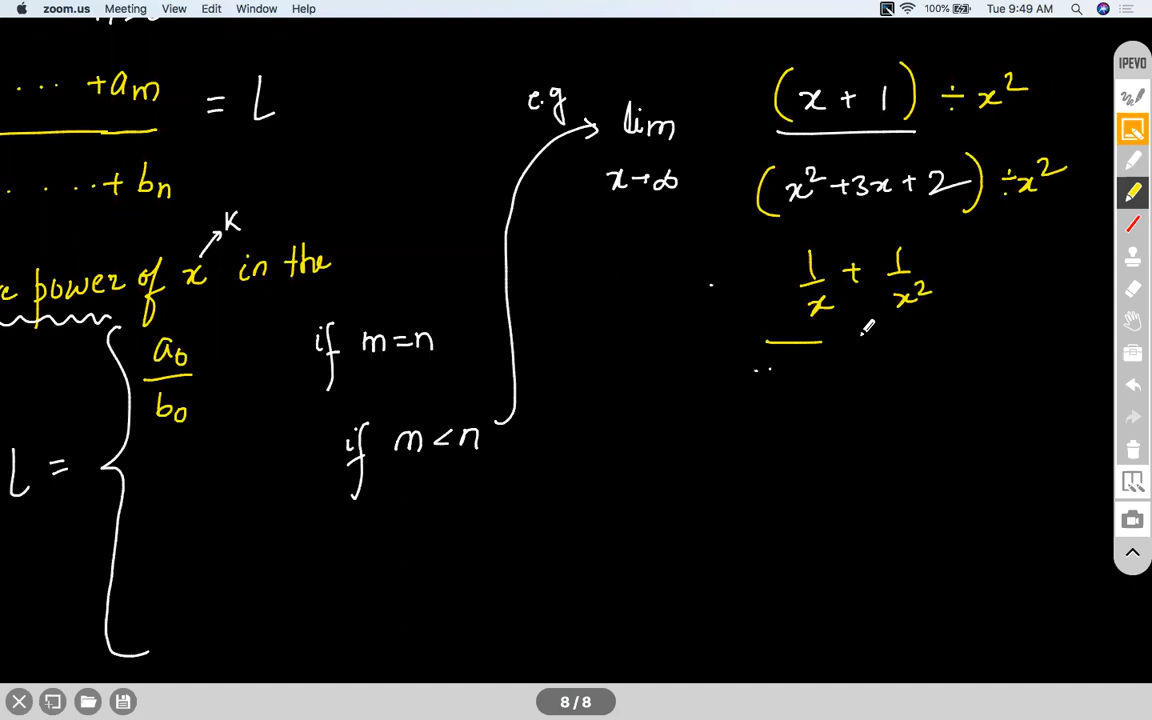 zoom.us Meeting View Edit Window Help 100% Tue 9:49 AM
IPEVO
⋯ + aₘ
= L
⋯⋯ + bₙ
e.g
lim
x→∞
(x + 1) ÷ x²
(x² + 3x + 2) ÷ x²
K
power of x in the
1/x + 1/x²
L = {
a₀/b₀
if m = n
if m < n
8 / 8